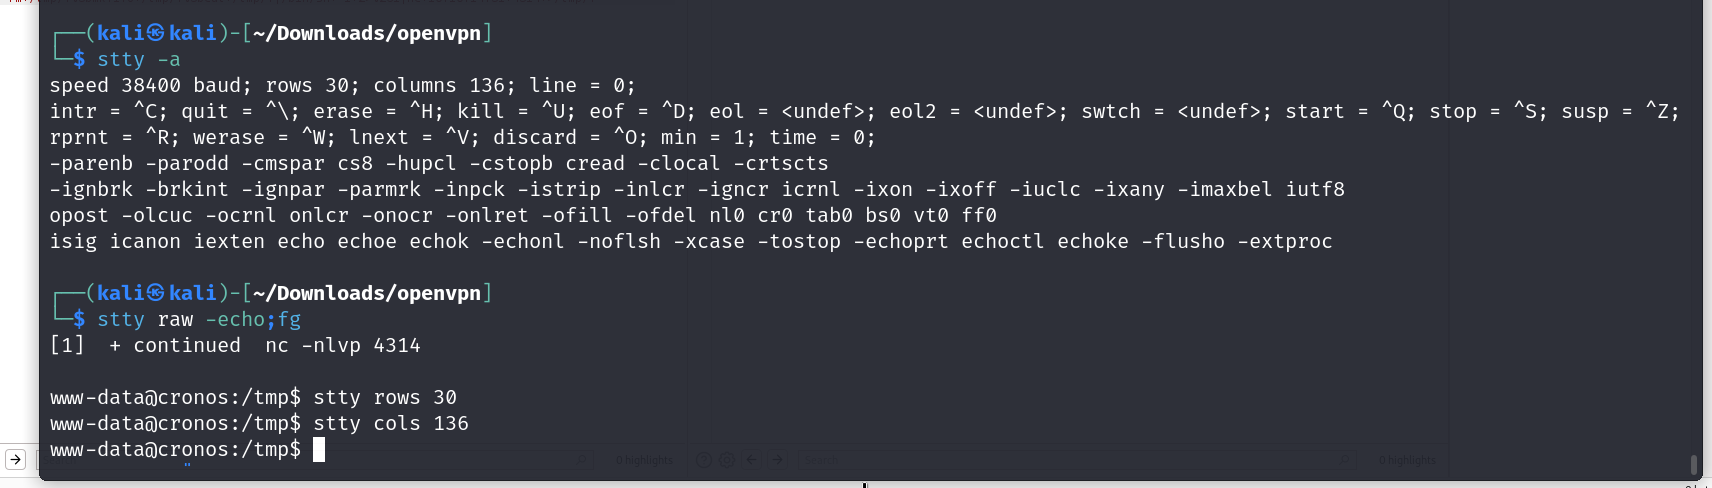 ┌──(kali㉿kali)-[~/Downloads/openvpn]
└─$ stty -a
speed 38400 baud; rows 30; columns 136; line = 0;
intr = ^C; quit = ^\; erase = ^H; kill = ^U; eof = ^D; eol = <undef>; eol2 = <undef>; swtch = <undef>; start = ^Q; stop = ^S; susp = ^Z;
rprnt = ^R; werase = ^W; lnext = ^V; discard = ^O; min = 1; time = 0;
-parenb -parodd -cmspar cs8 -hupcl -cstopb cread -clocal -crtscts
-ignbrk -brkint -ignpar -parmrk -inpck -istrip -inlcr -igncr icrnl -ixon -ixoff -iuclc -ixany -imaxbel iutf8
opost -olcuc -ocrnl onlcr -onocr -onlret -ofill -ofdel nl0 cr0 tab0 bs0 vt0 ff0
isig icanon iexten echo echoe echok -echonl -noflsh -xcase -tostop -echoprt echoctl echoke -flusho -extproc
┌──(kali㉿kali)-[~/Downloads/openvpn]
└─$ stty raw -echo;fg
[1]  + continued  nc -nlvp 4314
www-data@cronos:/tmp$ stty rows 30
www-data@cronos:/tmp$ stty cols 136
www-data@cronos:/tmp$
0 highlights
Search
0 highlights